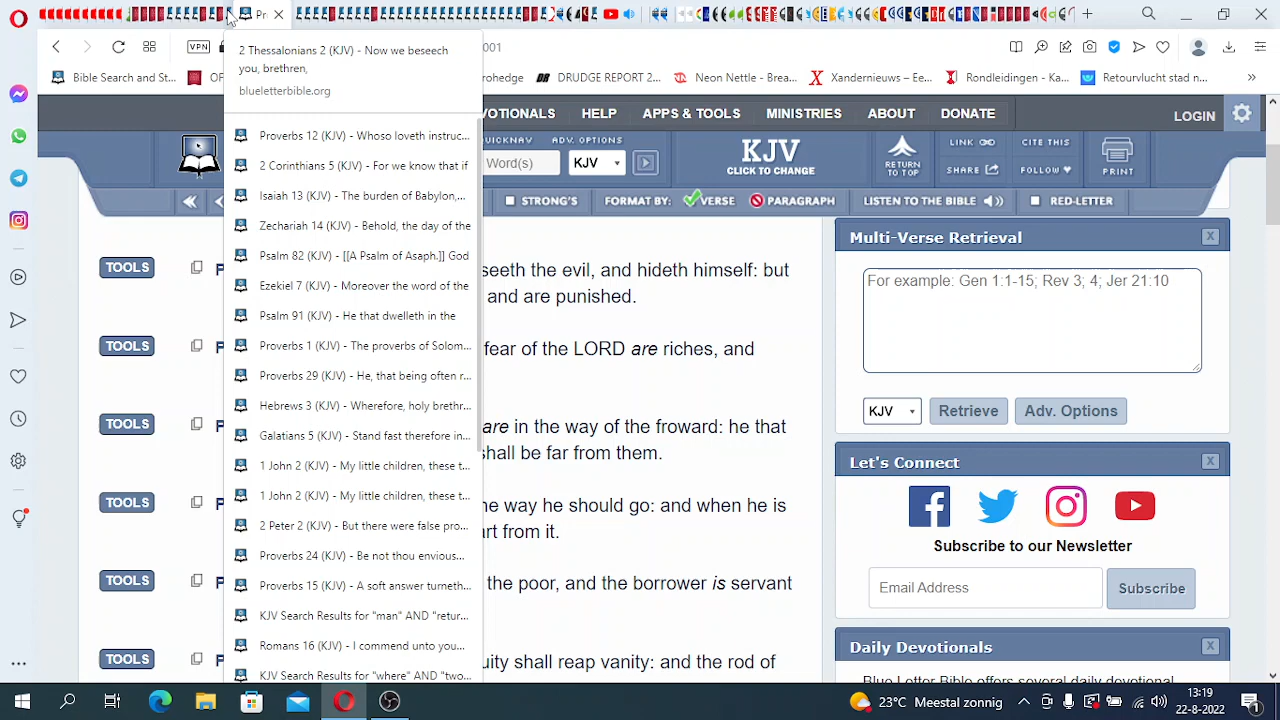 Pr
VPN
001
Bible Search and St...
OF
rohedge
DR
DRUDGE REPORT 2...
Neon Nettle - Brea...
X
Xandernieuws – Ee...
Rondleidingen - Ka...
Retourvlucht stad n...
»
2 Thessalonians 2 (KJV) - Now we beseech
you, brethren,
blueletterbible.org
Proverbs 12 (KJV) - Whoso loveth instruc...
2 Corinthians 5 (KJV) - For we know that if
Isaiah 13 (KJV) - The burden of Babylon,...
Zechariah 14 (KJV) - Behold, the day of the
Psalm 82 (KJV) - [[A Psalm of Asaph.]] God
Ezekiel 7 (KJV) - Moreover the word of the
Psalm 91 (KJV) - He that dwelleth in the
Proverbs 1 (KJV) - The proverbs of Solom...
Proverbs 29 (KJV) - He, that being often r...
Hebrews 3 (KJV) - Wherefore, holy brethr...
Galatians 5 (KJV) - Stand fast therefore in...
1 John 2 (KJV) - My little children, these t...
1 John 2 (KJV) - My little children, these t...
2 Peter 2 (KJV) - But there were false pro...
Proverbs 24 (KJV) - Be not thou envious...
Proverbs 15 (KJV) - A soft answer turneth...
KJV Search Results for "man" AND "retur...
Romans 16 (KJV) - I commend unto you...
KJV Search Results for "where" AND "two...
VOTIONALS
HELP
APPS & TOOLS
MINISTRIES
ABOUT
DONATE
LOGIN
QUICKNAV
ADV. OPTIONS
Word(s)
KJV
KJV
CLICK TO CHANGE
RETURN
TO TOP
LINK
SHARE
CITE THIS
FOLLOW
PRINT
STRONG'S
FORMAT BY:
VERSE
PARAGRAPH
LISTEN TO THE BIBLE
RED-LETTER
TOOLS
seeth the evil, and hideth himself: but
and are punished.
TOOLS
fear of the LORD are riches, and
TOOLS
are in the way of the froward: he that
shall be far from them.
TOOLS
he way he should go: and when he is
art from it.
TOOLS
the poor, and the borrower is servant
TOOLS
uity shall reap vanity: and the rod of
Multi-Verse Retrieval
X
For example: Gen 1:1-15; Rev 3; 4; Jer 21:10
KJV
Retrieve
Adv. Options
Let's Connect
X
Subscribe to our Newsletter
Email Address
Subscribe
Daily Devotionals
X
Blue Letter Bible offers several daily devotional
23°C Meestal zonnig
13:19
22-8-2022
1